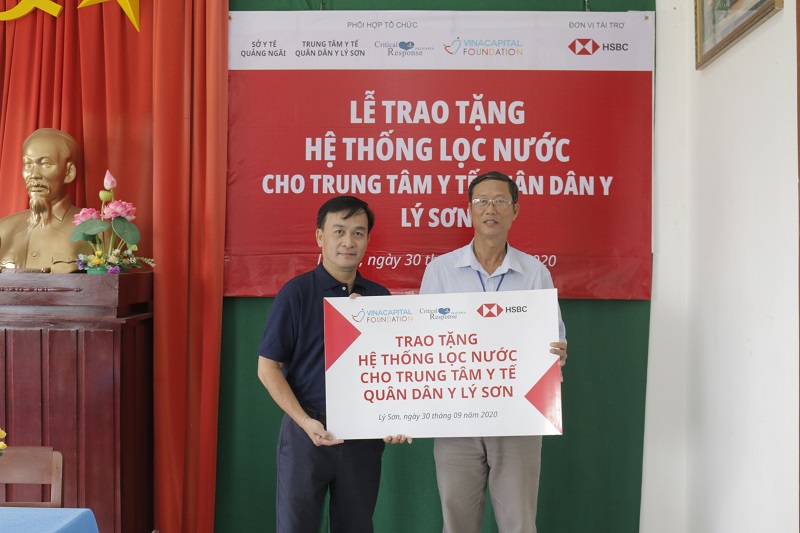 PHỐI HỢP TỔ CHỨC
ĐƠN VỊ TÀI TRỢ
SỞ Y TẾ
QUẢNG NGÃI
TRUNG TÂM Y TẾ
QUÂN DÂN Y LÝ SƠN
Critical
Response
VINACAPITAL
FOUNDATION
HSBC
LỄ TRAO TẶNG
HỆ THỐNG LỌC NƯỚC
CHO TRUNG TÂM Y TẾ QUÂN DÂN Y
LÝ SƠN
ngày 30 2020
VINACAPITAL
FOUNDATION
Critical
Response
HSBC
TRAO TẶNG
HỆ THỐNG LỌC NƯỚC
CHO TRUNG TÂM Y TẾ
QUÂN DÂN Y LÝ SƠN
Lý Sơn, ngày 30 tháng 09 năm 2020